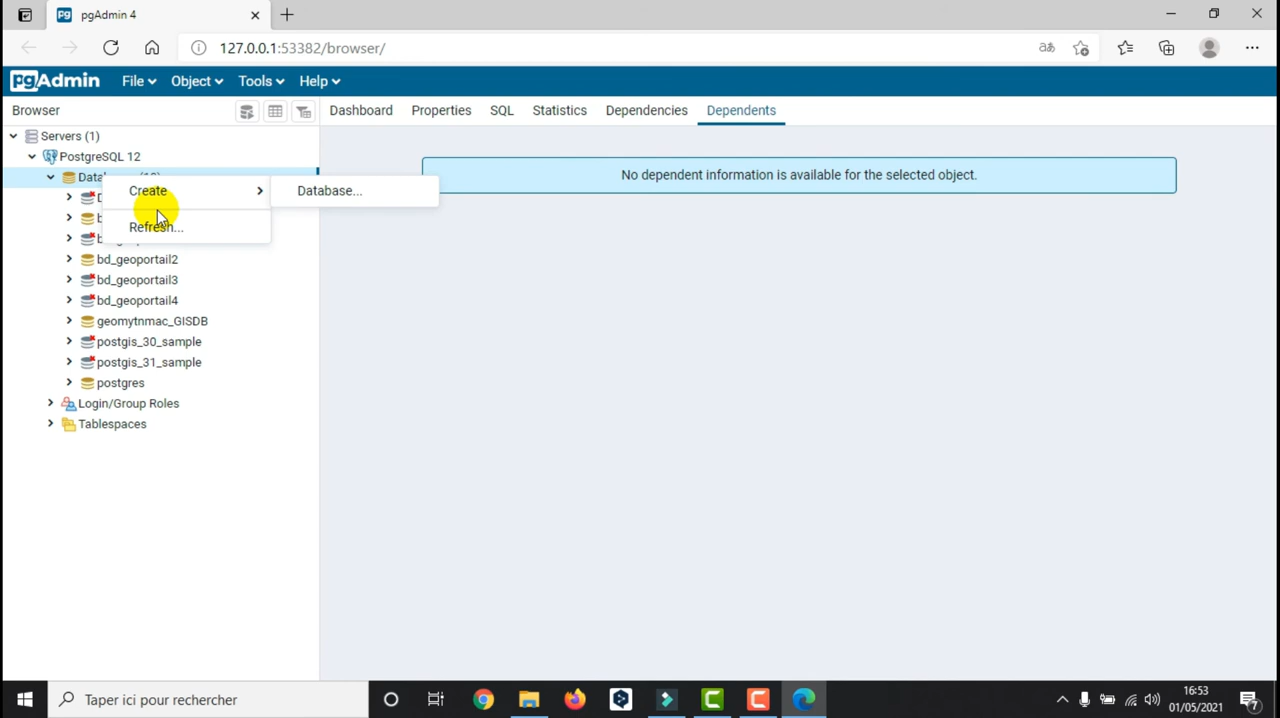 pgAdmin 4
127.0.0.1:53382/browser/
pgAdmin File Object Tools Help
Browser Dashboard Properties SQL Statistics Dependencies Dependents
Servers (1)
PostgreSQL 12
No dependent information is available for the selected object.
Create Database...
Refresh...
bd_geoportail2
bd_geoportail3
bd_geoportail4
geomytnmac_GISDB
postgis_30_sample
postgis_31_sample
postgres
Login/Group Roles
Tablespaces
Taper ici pour rechercher
16:53
01/05/2021